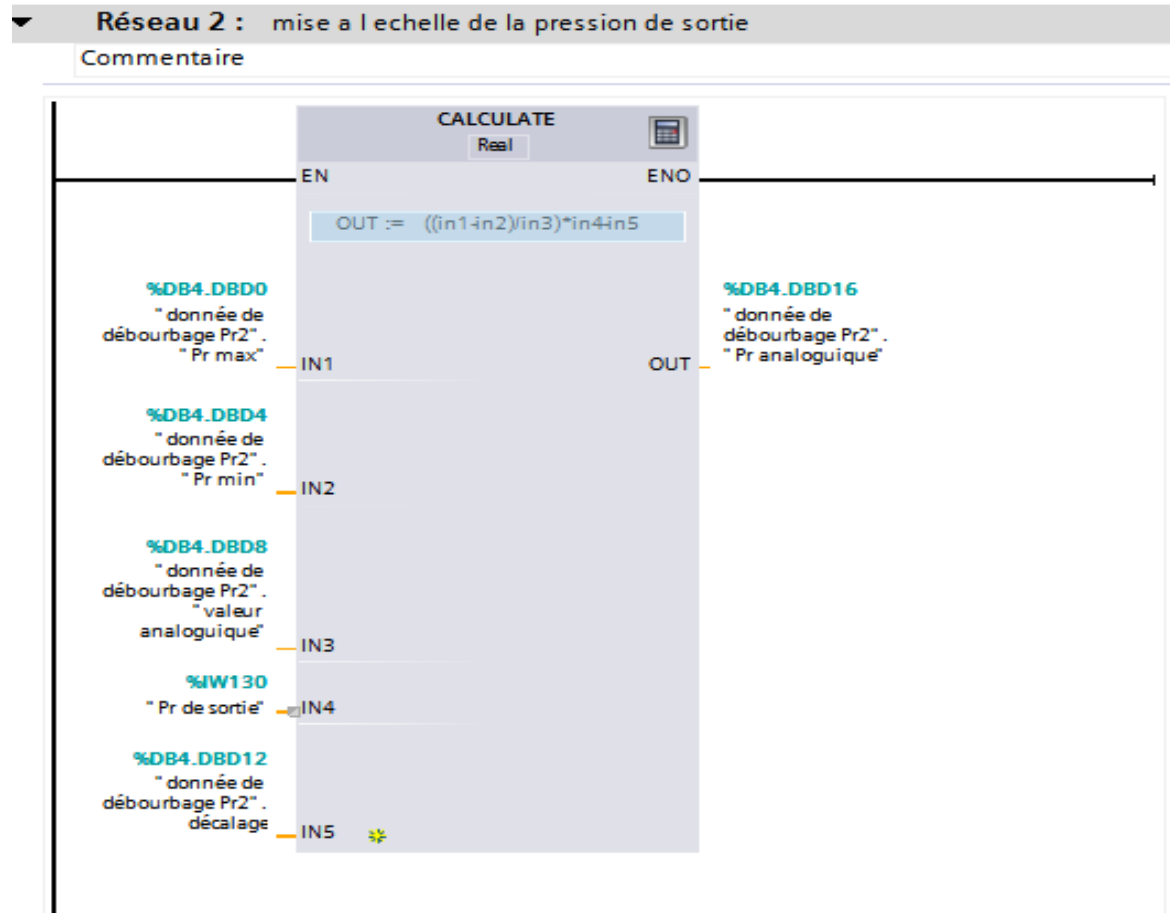 Réseau 2 : mise a l echelle de la pression de sortie
Commentaire
CALCULATE
Real
EN
ENO
OUT := ((in1-in2)/in3)*in4-in5
%DB4.DBD0
"donnée de
débourbage Pr2".
"Pr max"
IN1
%DB4.DBD16
"donnée de
débourbage Pr2".
"Pr analoguique"
OUT
%DB4.DBD4
"donnée de
débourbage Pr2".
"Pr min"
IN2
%DB4.DBD8
"donnée de
débourbage Pr2".
"valeur
analoguique"
IN3
%IW130
"Pr de sortie"
IN4
%DB4.DBD12
"donnée de
débourbage Pr2".
décalage
IN5